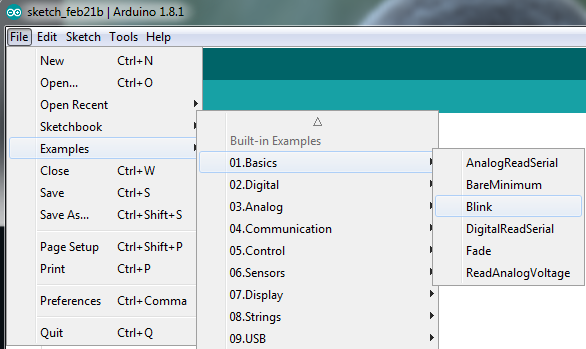 sketch_feb21b | Arduino 1.8.1
File Edit Sketch Tools Help
New Ctrl+N
Open... Ctrl+O
Open Recent
Sketchbook
Examples
Close Ctrl+W
Save Ctrl+S
Save As... Ctrl+Shift+S
Page Setup Ctrl+Shift+P
Print Ctrl+P
Preferences Ctrl+Comma
Quit Ctrl+Q
Built-in Examples
01.Basics
02.Digital
03.Analog
04.Communication
05.Control
06.Sensors
07.Display
08.Strings
09.USB
AnalogReadSerial
BareMinimum
Blink
DigitalReadSerial
Fade
ReadAnalogVoltage